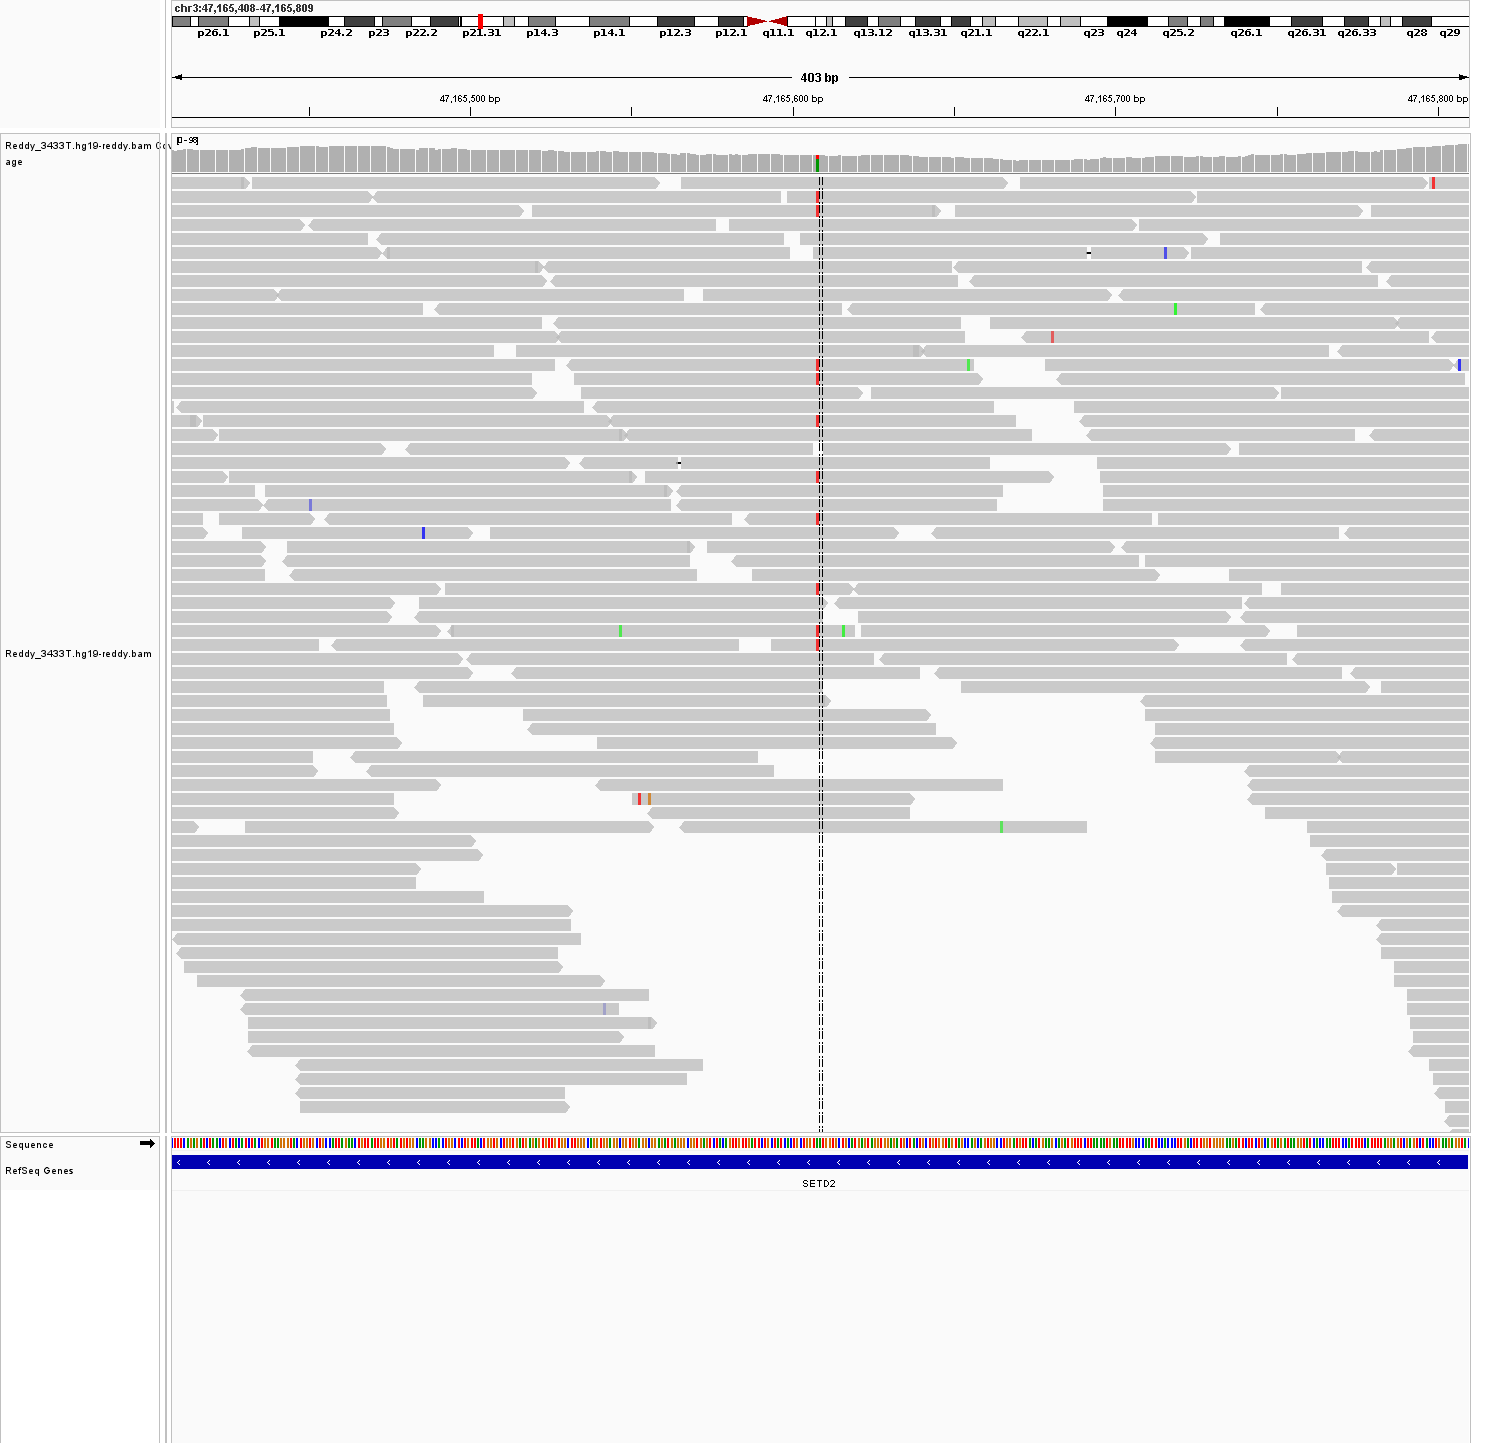 chr3:47,165,408-47,165,809
p26.1 p25.1 p24.2 p23 p22.2 p21.31 p14.3 p14.1 p12.3 p12.1 q11.1 q12.1 q13.12 q13.31 q21.1 q22.1 q23 q24 q25.2 q26.1 q26.31 q26.33 q28 q29
403 bp
47,165,500 bp 47,165,600 bp 47,165,700 bp 47,165,800 bp
[0-98]
Reddy_3433T.hg19-reddy.bam Cov
age
Reddy_3433T.hg19-reddy.bam
Sequence
RefSeq Genes
SETD2